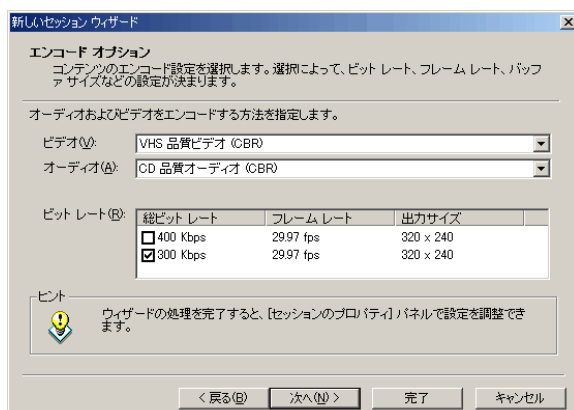 新しいセッション ウィザード
エンコード オプション
コンテンツのエンコード設定を選択します。選択によって、ビット レート、フレーム レート、バッフ
ァ サイズなどの設定が決まります。
オーディオおよびビデオをエンコードする方法を指定します。
ビデオ(V):
VHS 品質ビデオ (CBR)
オーディオ(A):
CD 品質オーディオ (CBR)
ビット レート(R):
総ビット レート フレーム レート 出力サイズ
400 Kbps 29.97 fps 320 x 240
300 Kbps 29.97 fps 320 x 240
ヒント
ウィザードの処理を完了すると、[セッションのプロパティ] パネルで設定を調整でき
ます。
< 戻る(B) 次へ(N) > 完了 キャンセル